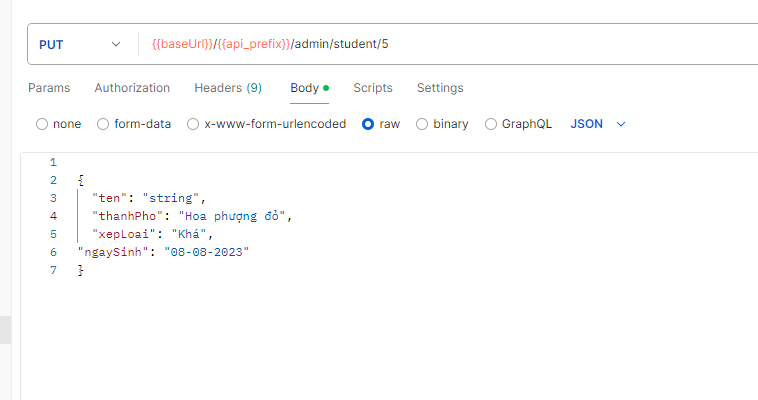 PUT {{baseUrl}}/{{api_prefix}}/admin/student/5
Params Authorization Headers (9) Body Scripts Settings
none form-data x-www-form-urlencoded raw binary GraphQL JSON
1
2 {
3 "ten": "string",
4 "thanhPho": "Hoa phượng đỏ",
5 "xepLoai": "Khá",
6 "ngaySinh": "08-08-2023"
7 }